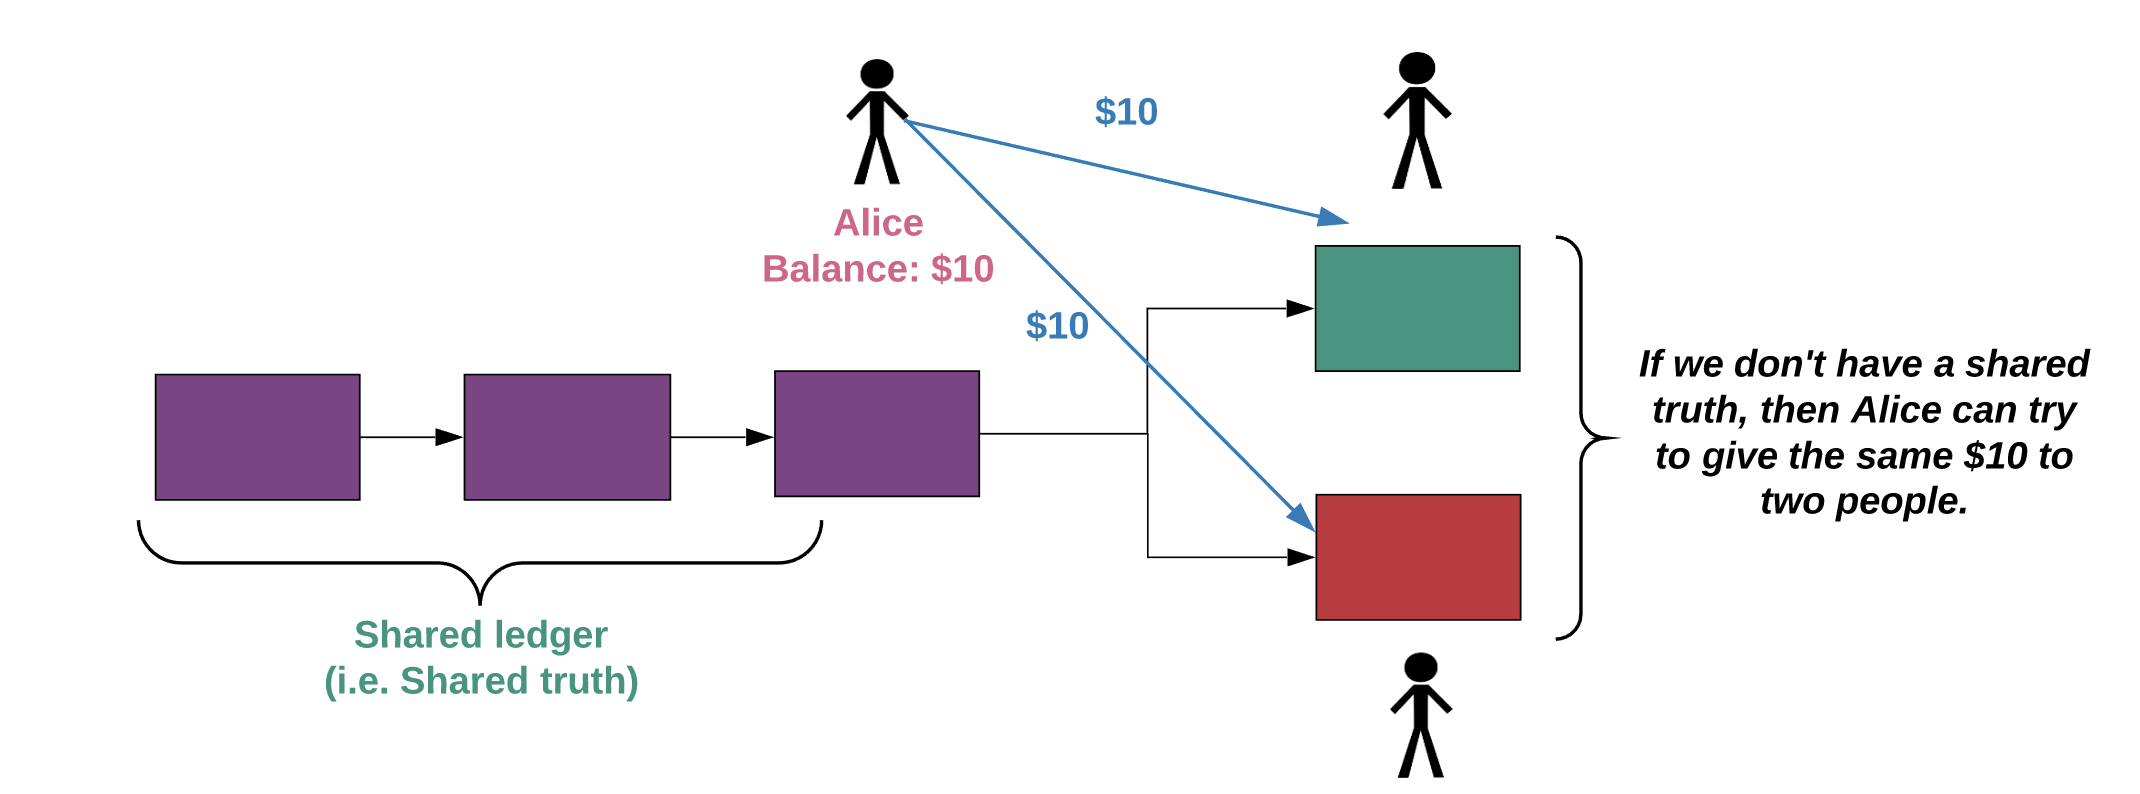 $10
Alice
Balance: $10
$10
If we don't have a shared
truth, then Alice can try
to give the same $10 to
two people.
Shared ledger
(i.e. Shared truth)